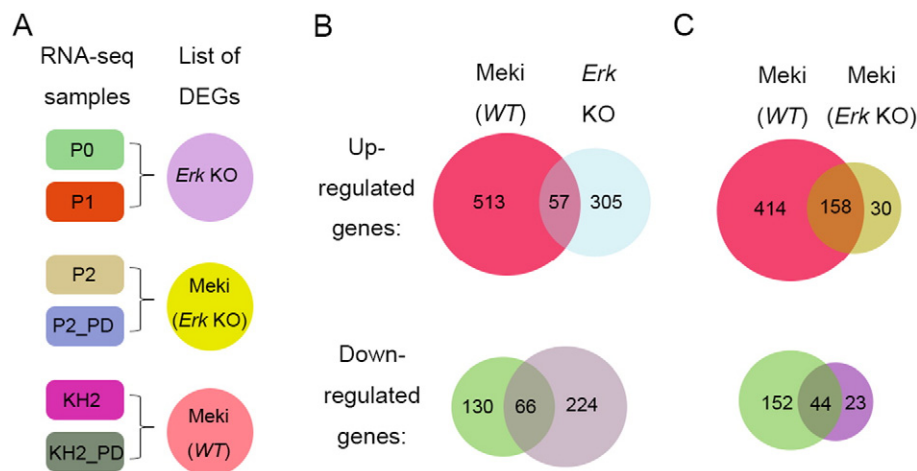 A
RNA-seq
samples
List of
DEGs
P0
P1
Erk KO
P2
P2_PD
Meki
(Erk KO)
KH2
KH2_PD
Meki
(WT)
B
Meki
(WT)
Erk
KO
Up-
regulated
genes:
513
57
305
Down-
regulated
genes:
130
66
224
C
Meki
(WT)
Meki
(Erk KO)
414
158
30
152
44
23